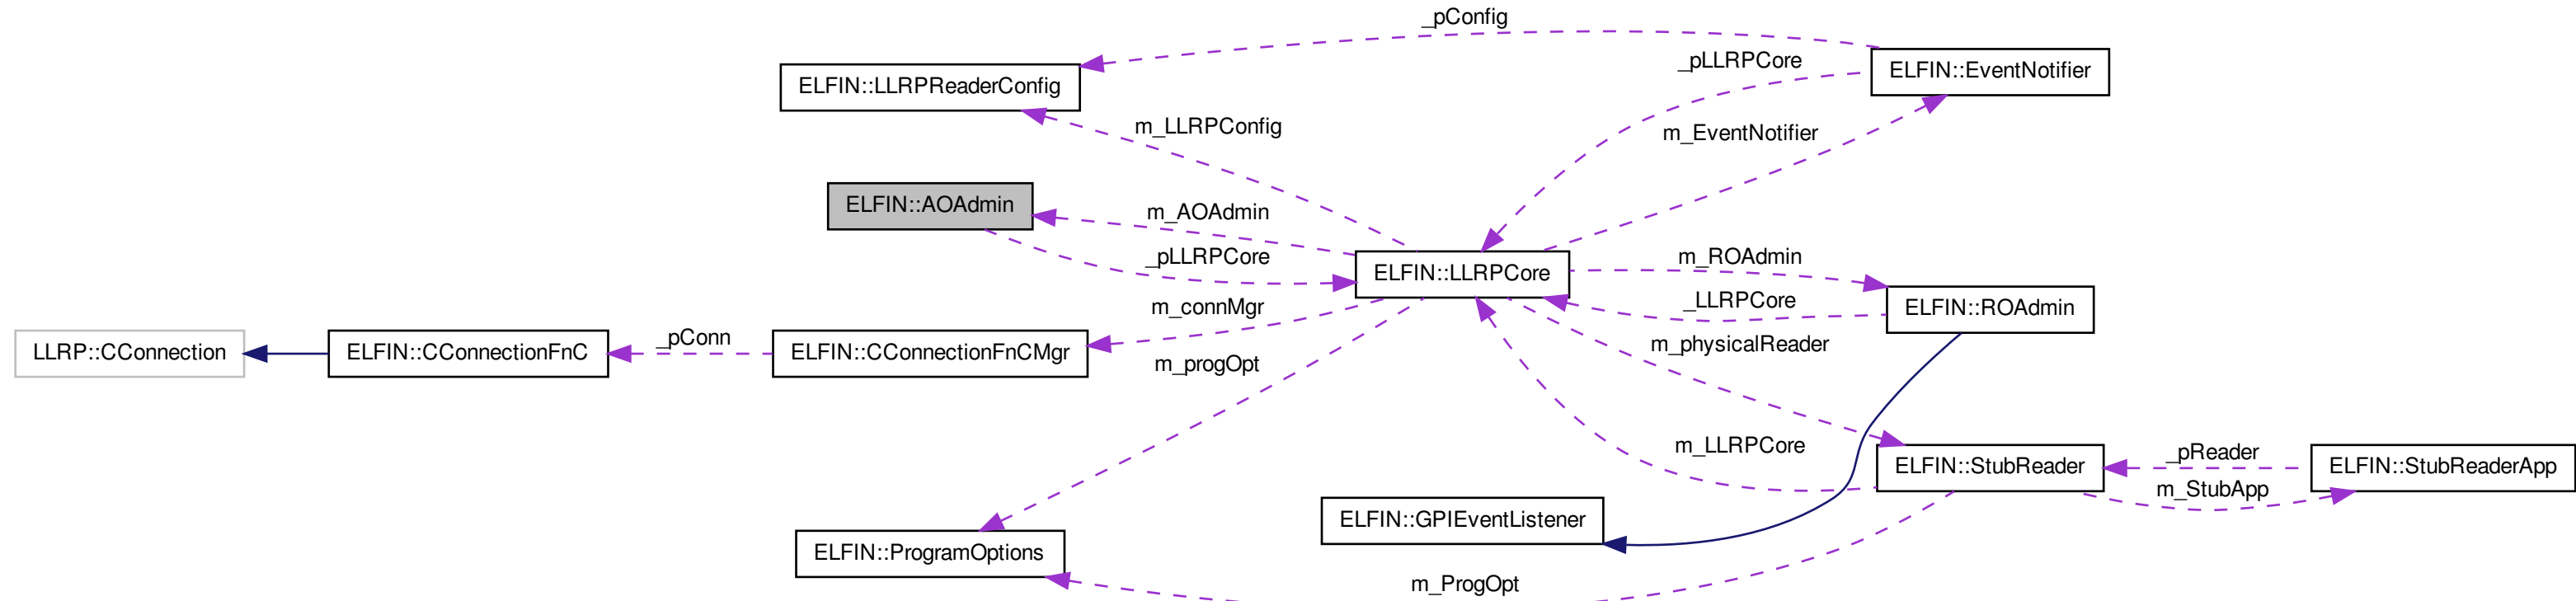 _pConfig
_pLLRPCore
ELFIN::EventNotifier
ELFIN::LLRPReaderConfig
m_LLRPConfig
m_EventNotifier
ELFIN::AOAdmin
m_AOAdmin
_pLLRPCore
m_ROAdmin
ELFIN::LLRPCore
m_connMgr
_LLRPCore
ELFIN::ROAdmin
_pConn
m_physicalReader
LLRP::CConnection
ELFIN::CConnectionFnC
ELFIN::CConnectionFnCMgr
m_progOpt
m_LLRPCore
_pReader
ELFIN::StubReader
ELFIN::StubReaderApp
m_StubApp
ELFIN::GPIEventListener
ELFIN::ProgramOptions
m_ProgOpt